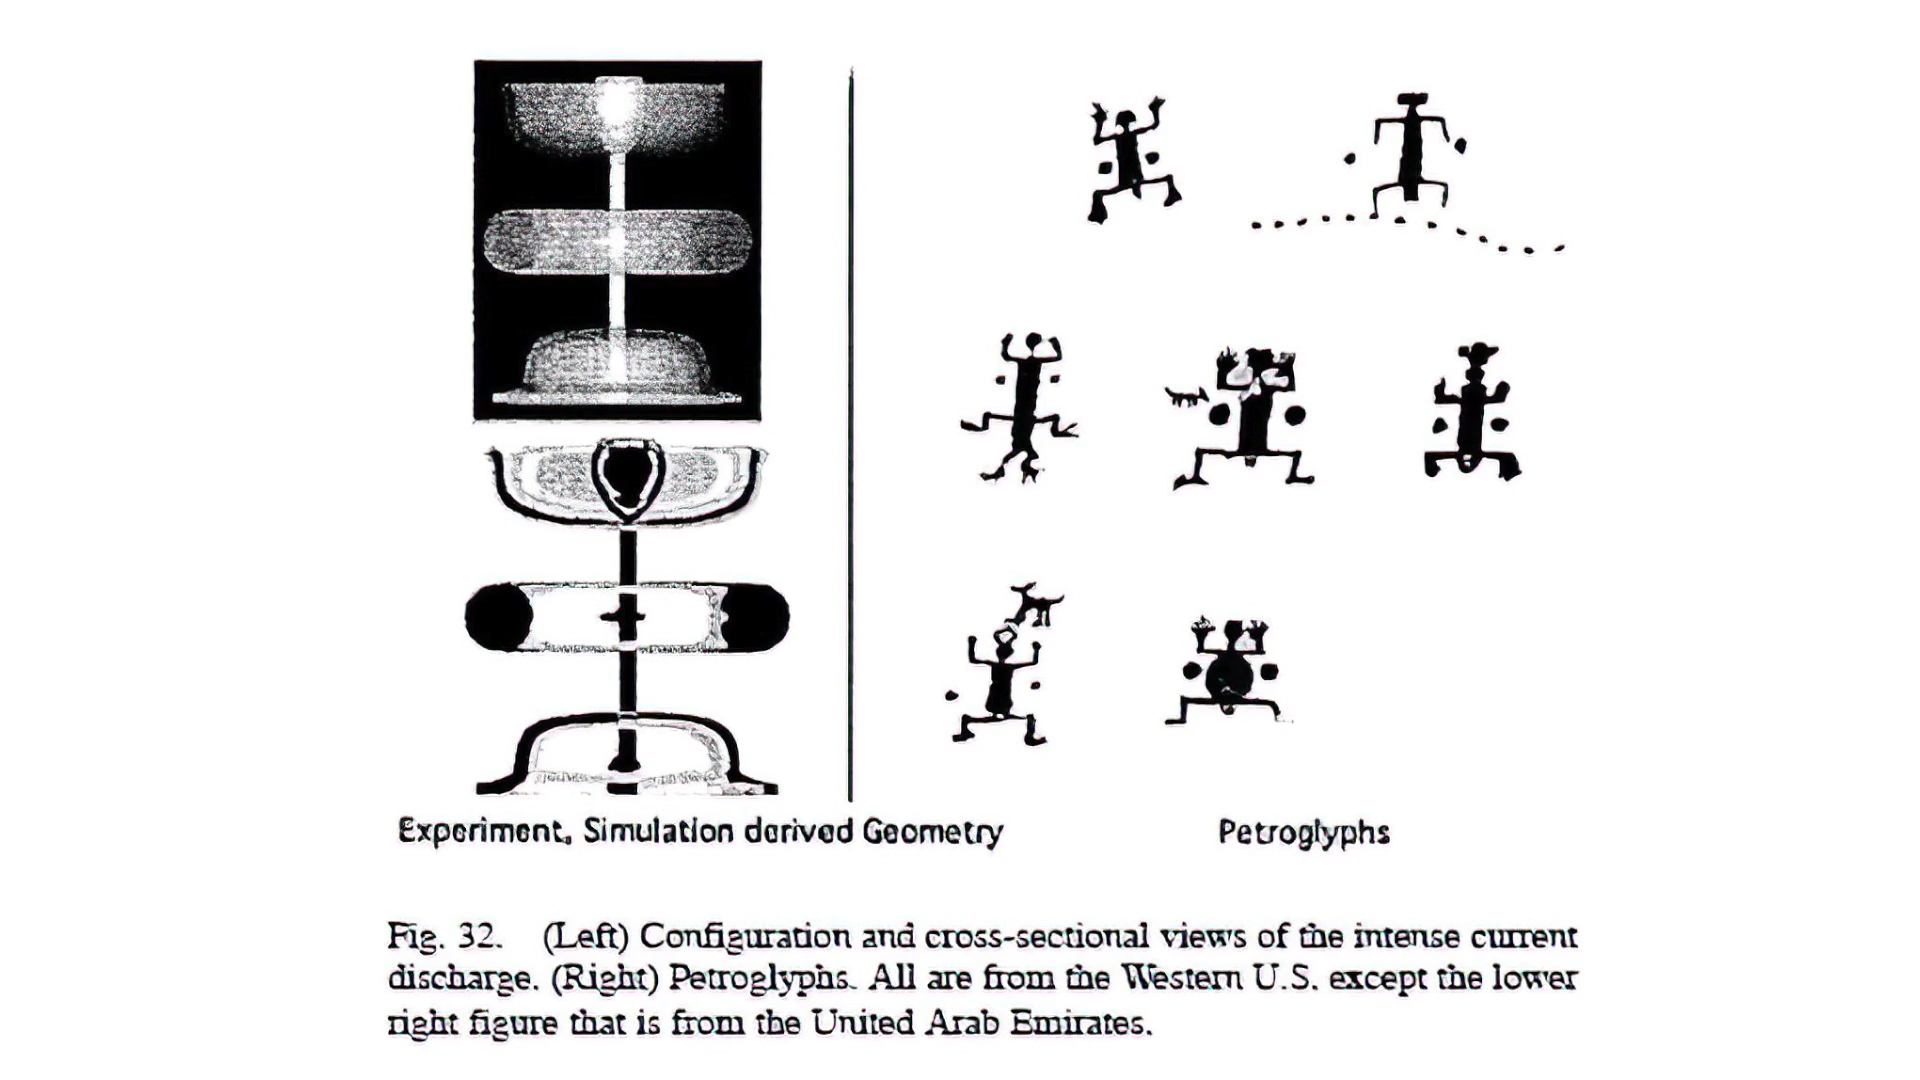 Experiment, Simulation derived Geometry
Petroglyphs
Fig. 32. (Left) Configuration and cross-sectional views of the intense current
discharge. (Right) Petroglyphs. All are from the Western U.S. except the lower
right figure that is from the United Arab Emirates.